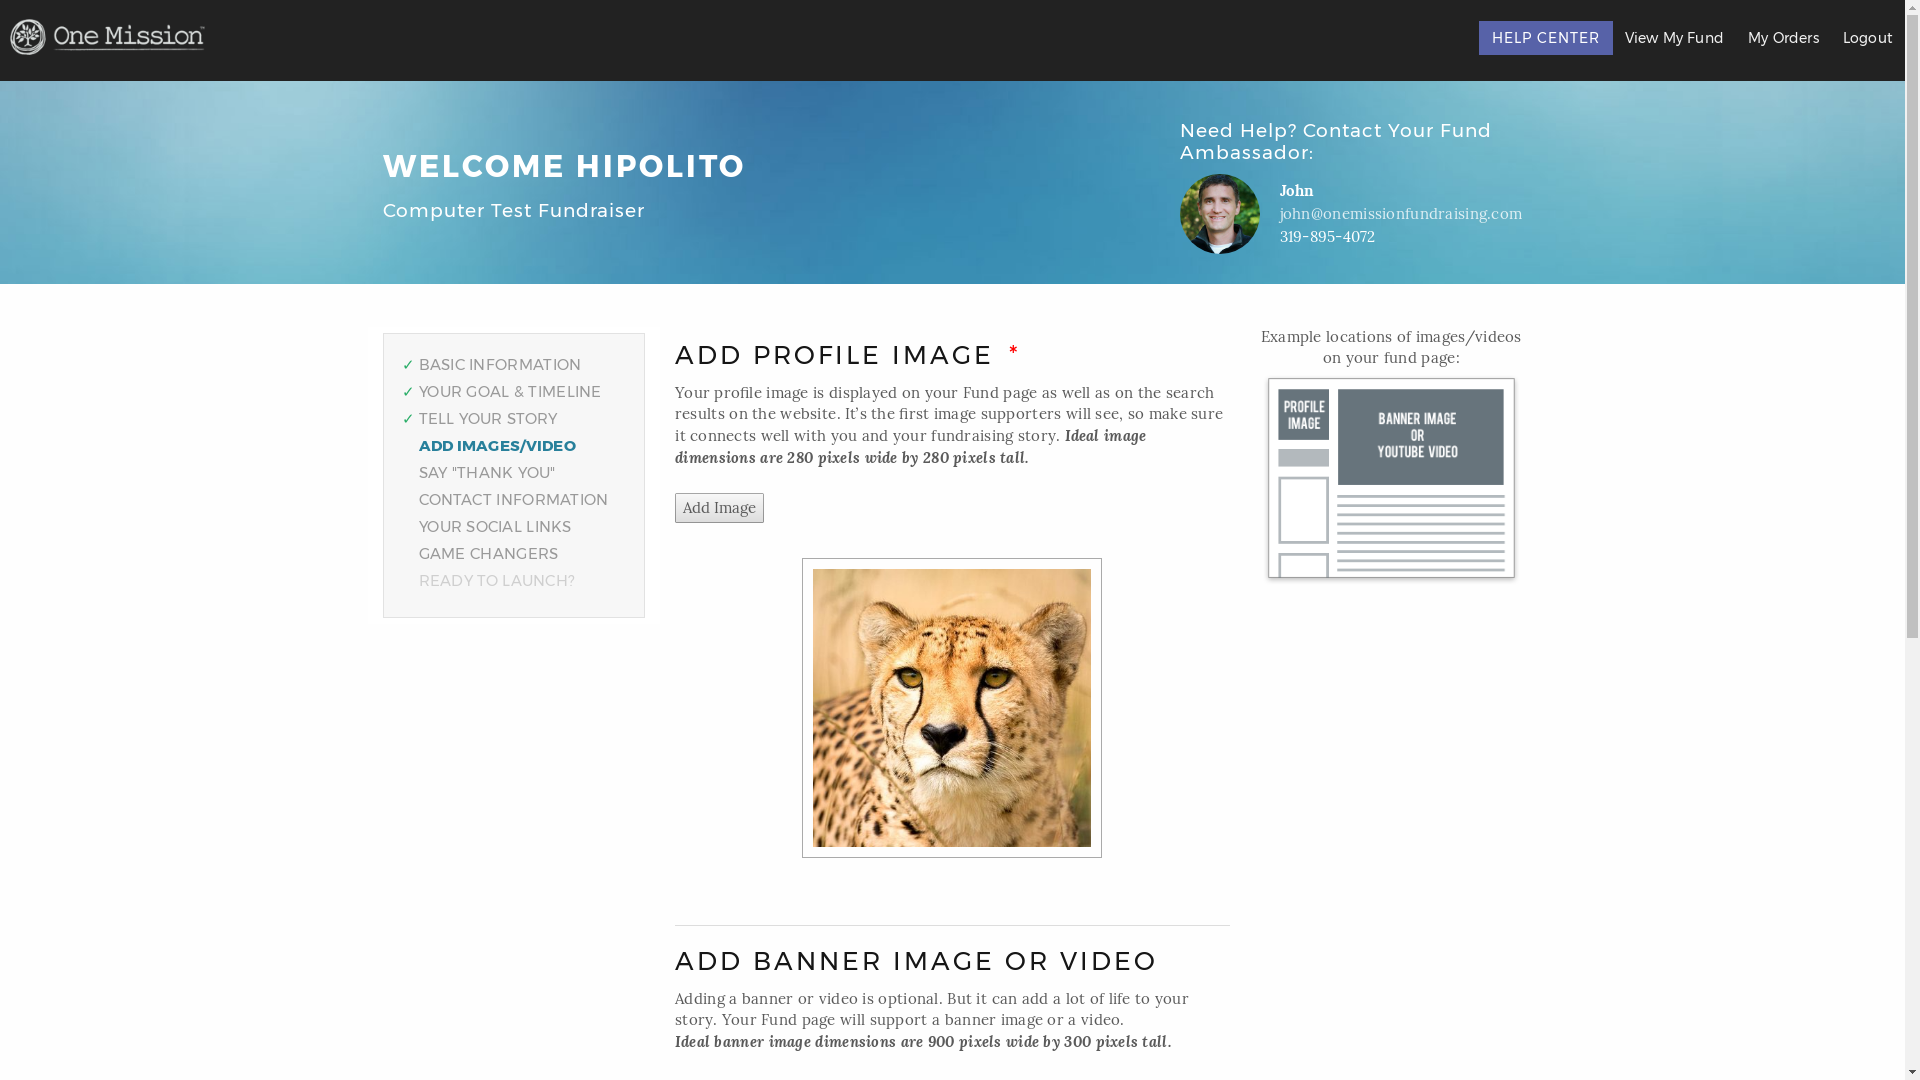 One Mission
HELP CENTER
View My Fund
My Orders
Logout
WELCOME HIPOLITO
Computer Test Fundraiser
Need Help? Contact Your Fund
Ambassador:
John
john@onemissionfundraising.com
319-895-4072
✓ BASIC INFORMATION
✓ YOUR GOAL & TIMELINE
✓ TELL YOUR STORY
ADD IMAGES/VIDEO
SAY "THANK YOU"
CONTACT INFORMATION
YOUR SOCIAL LINKS
GAME CHANGERS
READY TO LAUNCH?
ADD PROFILE IMAGE *
Your profile image is displayed on your Fund page as well as on the search
results on the website. It’s the first image supporters will see, so make sure
it connects well with you and your fundraising story. Ideal image
dimensions are 280 pixels wide by 280 pixels tall.
Add Image
Example locations of images/videos
on your fund page:
PROFILE
IMAGE
BANNER IMAGE
OR
YOUTUBE VIDEO
ADD BANNER IMAGE OR VIDEO
Adding a banner or video is optional. But it can add a lot of life to your
story. Your Fund page will support a banner image or a video.
Ideal banner image dimensions are 900 pixels wide by 300 pixels tall.